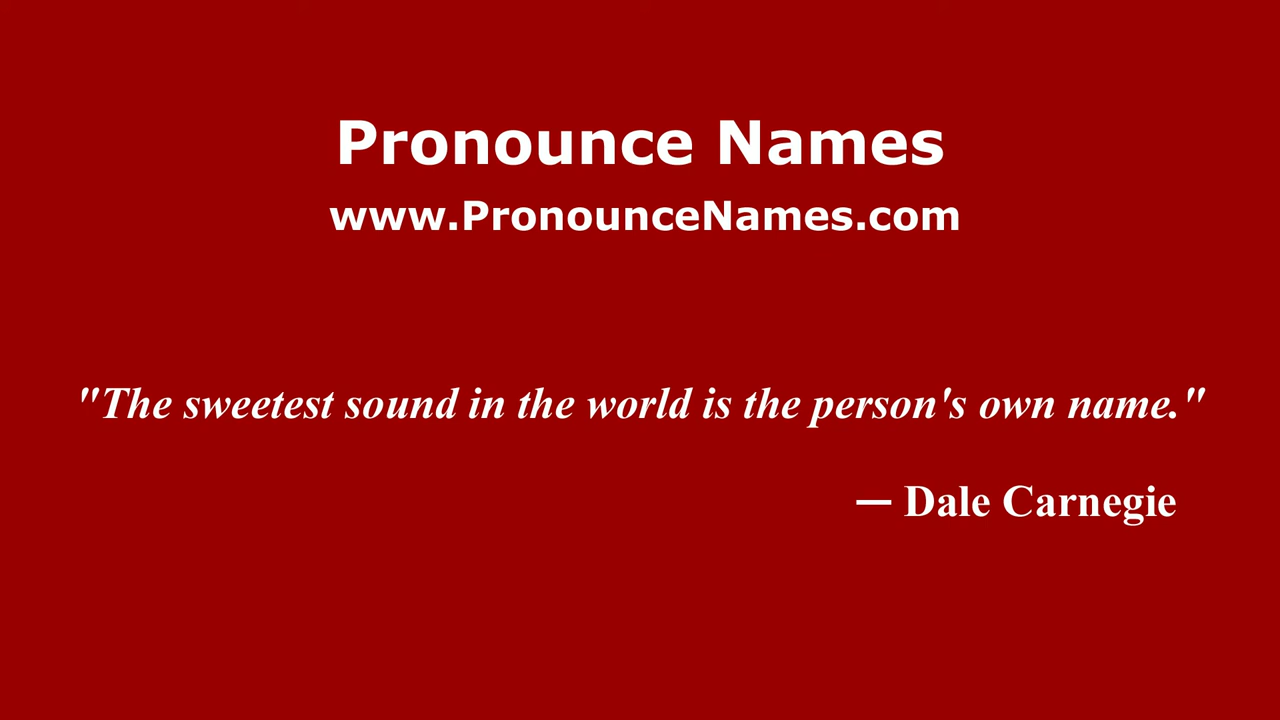 Pronounce Names
www.PronounceNames.com
"The sweetest sound in the world is the person's own name."
— Dale Carnegie